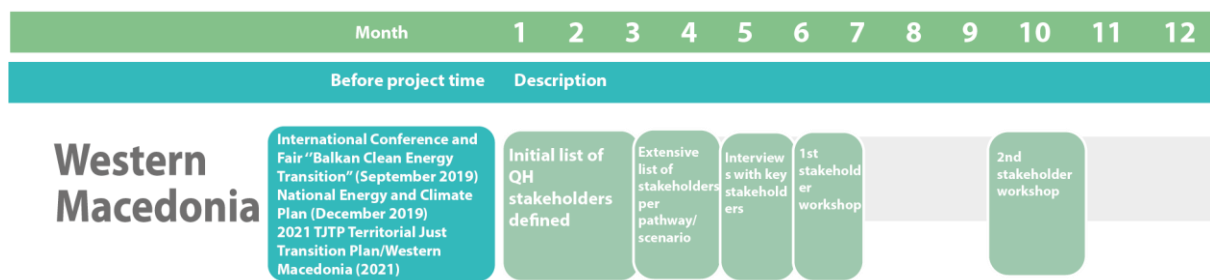 Month 1 2 3 4 5 6 7 8 9 10 11 12
Before project time Description
Western
Macedonia
International Conference and
Fair ‘‘Balkan Clean Energy
Transition’’ (September 2019)
National Energy and Climate
Plan (December 2019)
2021 TJTP Territorial Just
Transition Plan/Western
Macedonia (2021)
Initial list of
QH
stakeholders
defined
Extensive
list of
stakeholders
per
pathway/
scenario
Interview
s with key
stakehold
ers
1st
stakehold
er
workshop
2nd
stakeholder
workshop